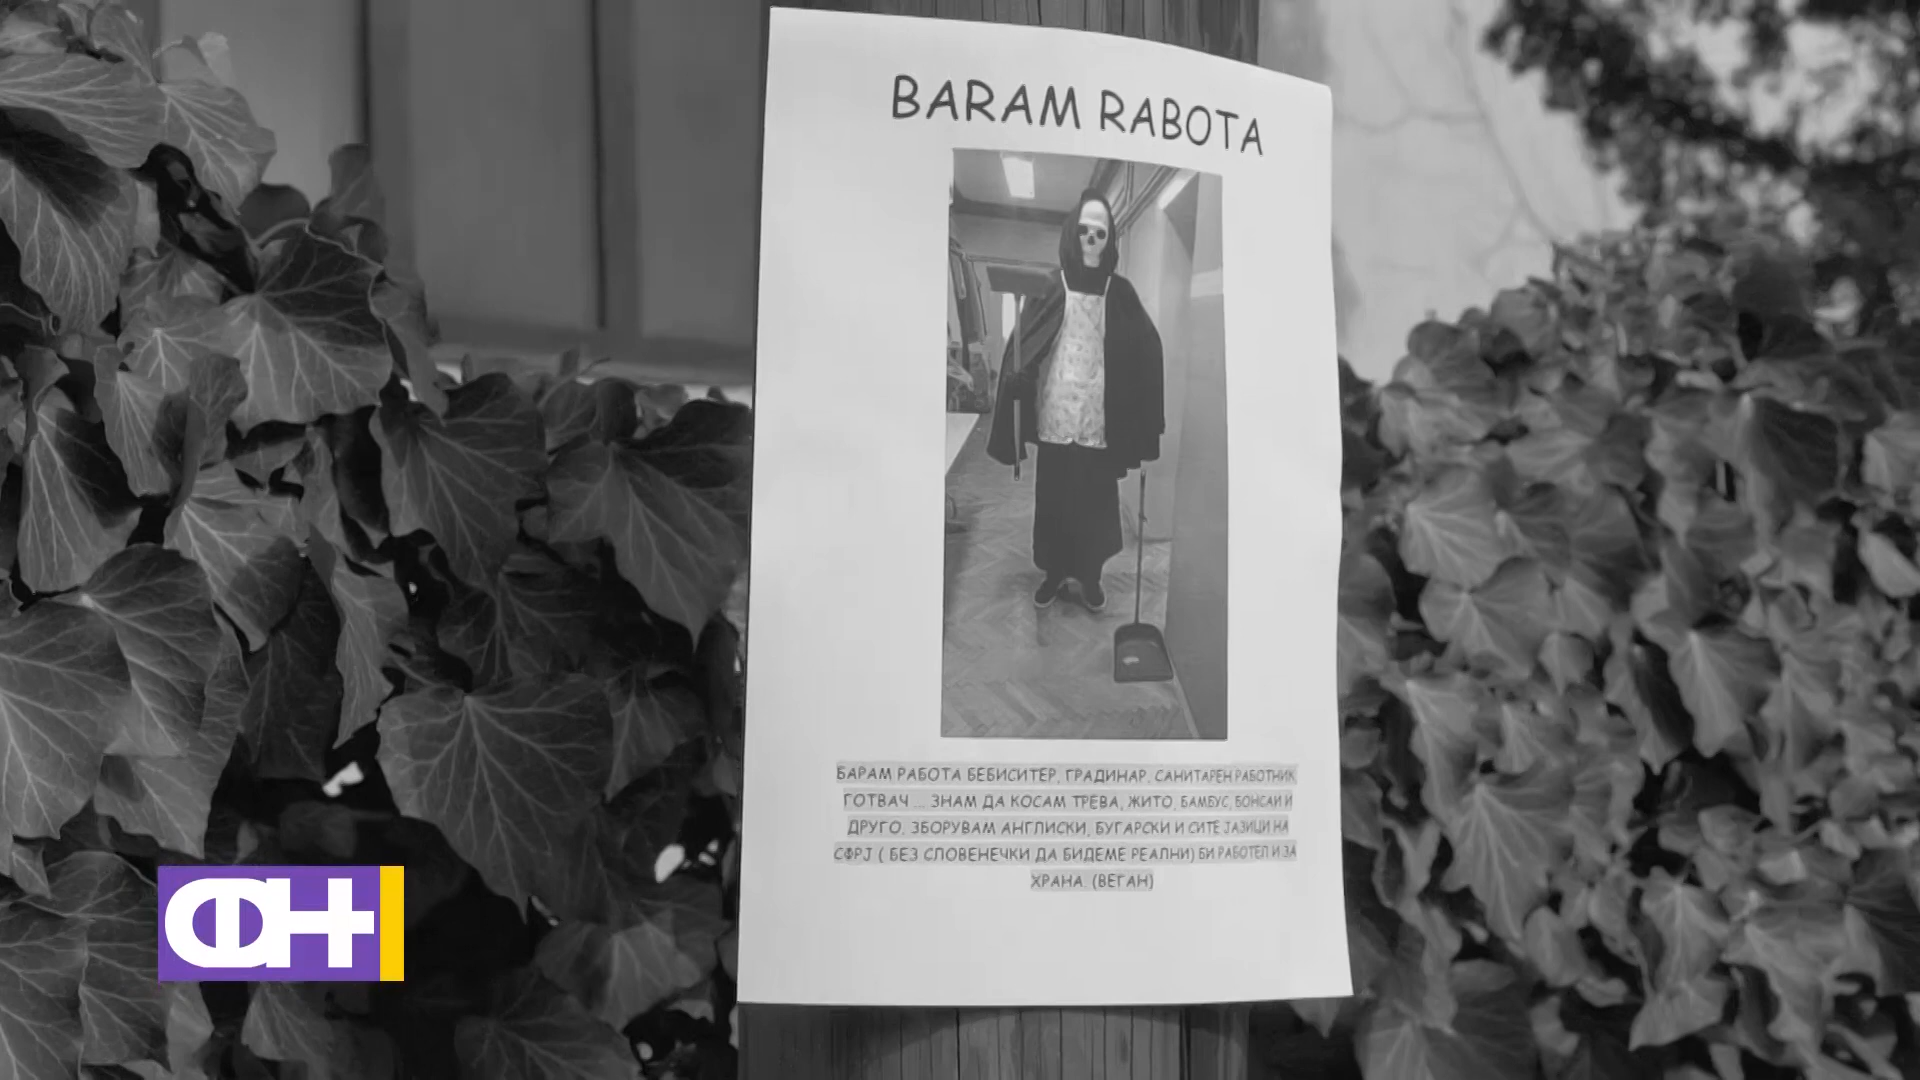 BARAM RABOTA
БАРАМ РАБОТА БЕБИСИТЕР, ГРАДИНАР, САНИТАРЕН РАБОТНИК
ГОТВАЧ ... ЗНАМ ДА КОСАМ ТРЕВА, ЖИТО, БАМБУС, БОНСАИ И
ДРУГО. ЗБОРУВАМ АНГЛИСКИ, БУГАРСКИ И СИТЕ ЈАЗИЦИ НА
СФРЈ ( БЕЗ СЛОВЕНЕЧКИ ДА БИДЕМЕ РЕАЛНИ) БИ РАБОТЕЛ И ЗА
ХРАНА. (ВЕГАН)
ФН+